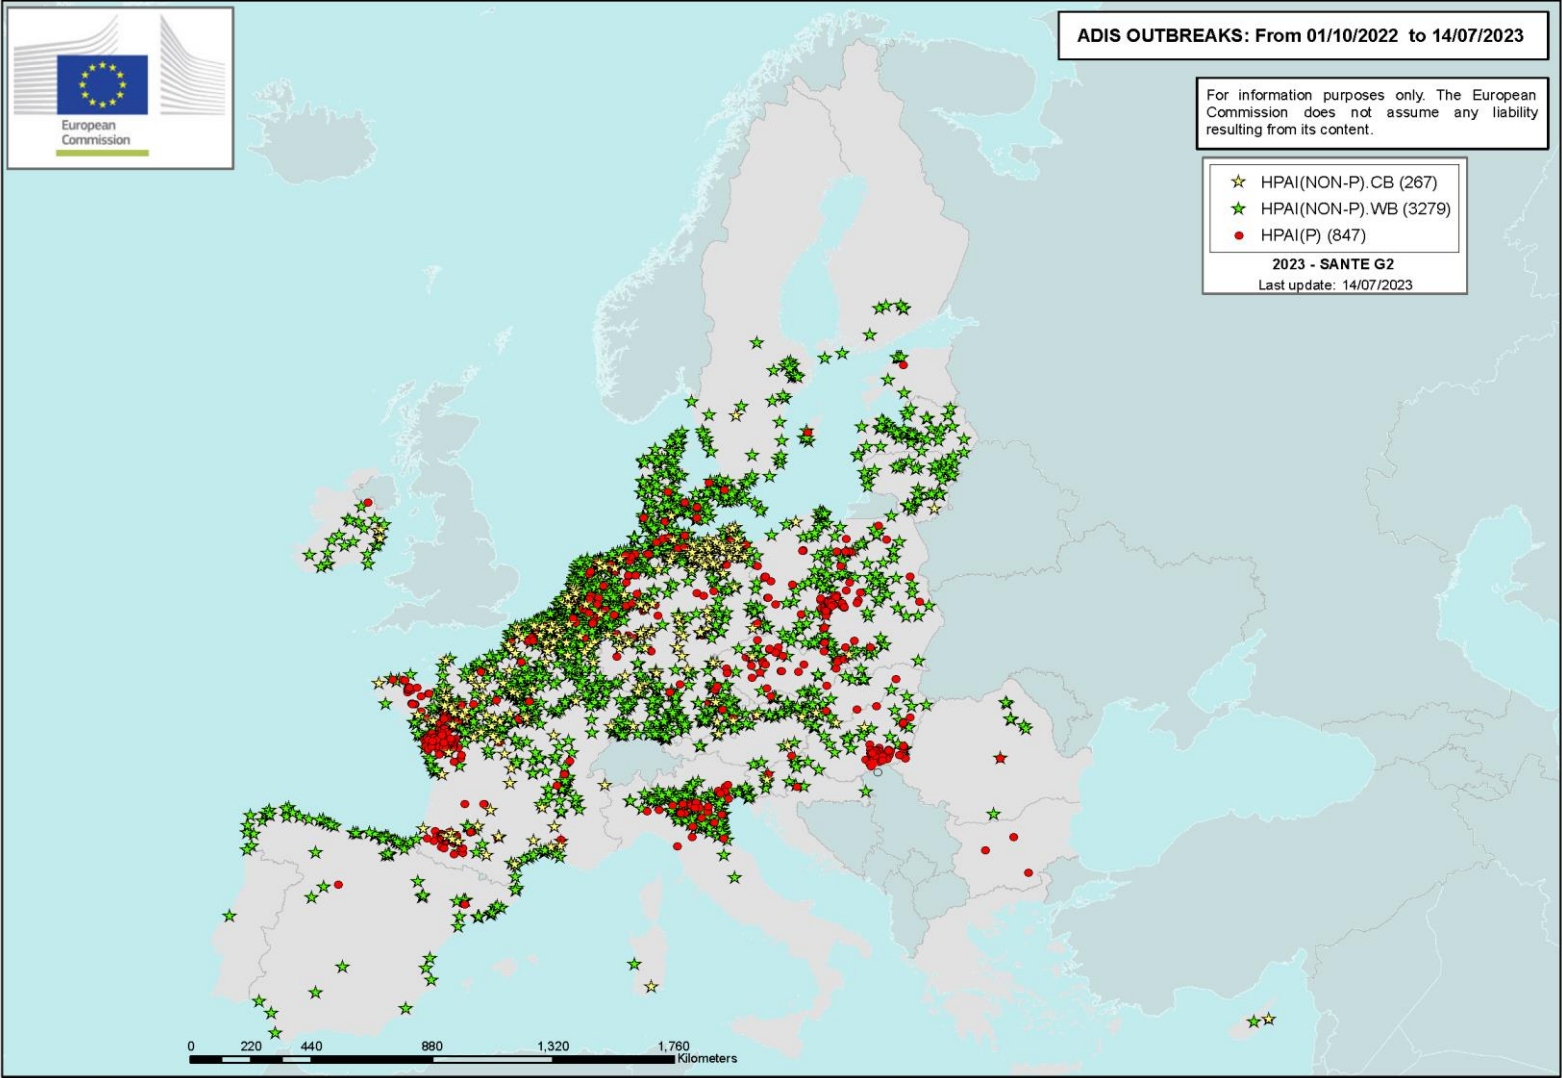 European
Commission
ADIS OUTBREAKS: From 01/10/2022 to 14/07/2023
For information purposes only. The European
Commission does not assume any liability
resulting from its content.
HPAI(NON-P).CB (267)
HPAI(NON-P).WB (3279)
HPAI(P) (847)
2023 - SANTE G2
Last update: 14/07/2023
0 220 440 880 1,320 1,760
Kilometers